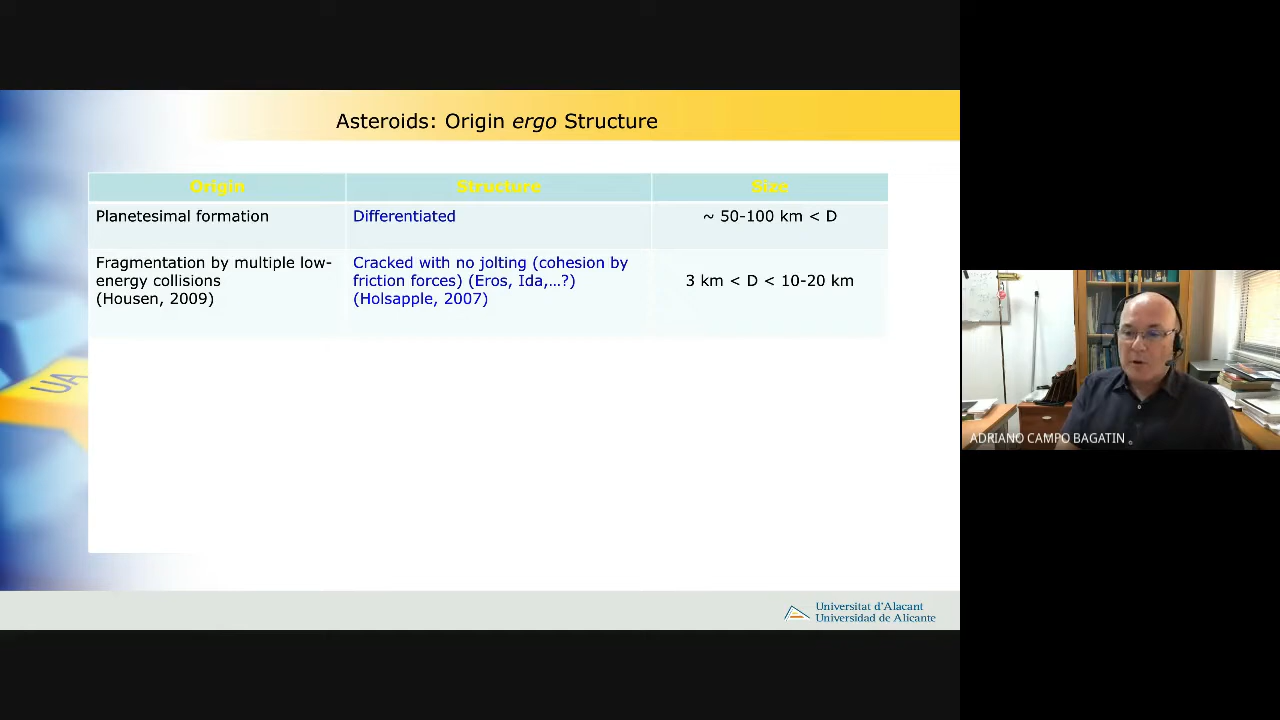 Asteroids: Origin ergo Structure
Origin
Structure
Size
Planetesimal formation
Differentiated
~ 50-100 km < D
Fragmentation by multiple low-
energy collisions
(Housen, 2009)
Cracked with no jolting (cohesion by
friction forces) (Eros, Ida,...?)
(Holsapple, 2007)
3 km < D < 10-20 km
UA
ADRIANO CAMPO BAGATIN .
Universitat d'Alacant
Universidad de Alicante